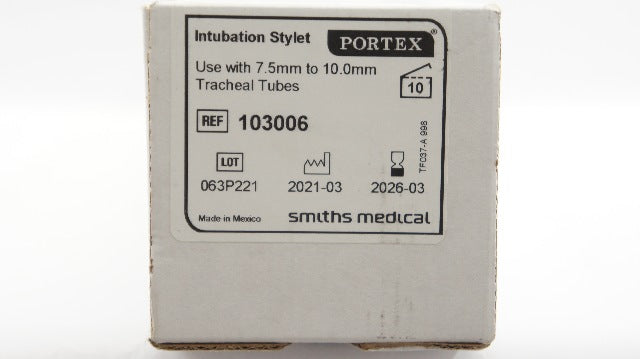 Intubation Stylet PORTEX®
Use with 7.5mm to 10.0mm
Tracheal Tubes
10
REF 103006
LOT
063P221 2021-03 2026-03
Made in Mexico smiths medical
TF037-A 998